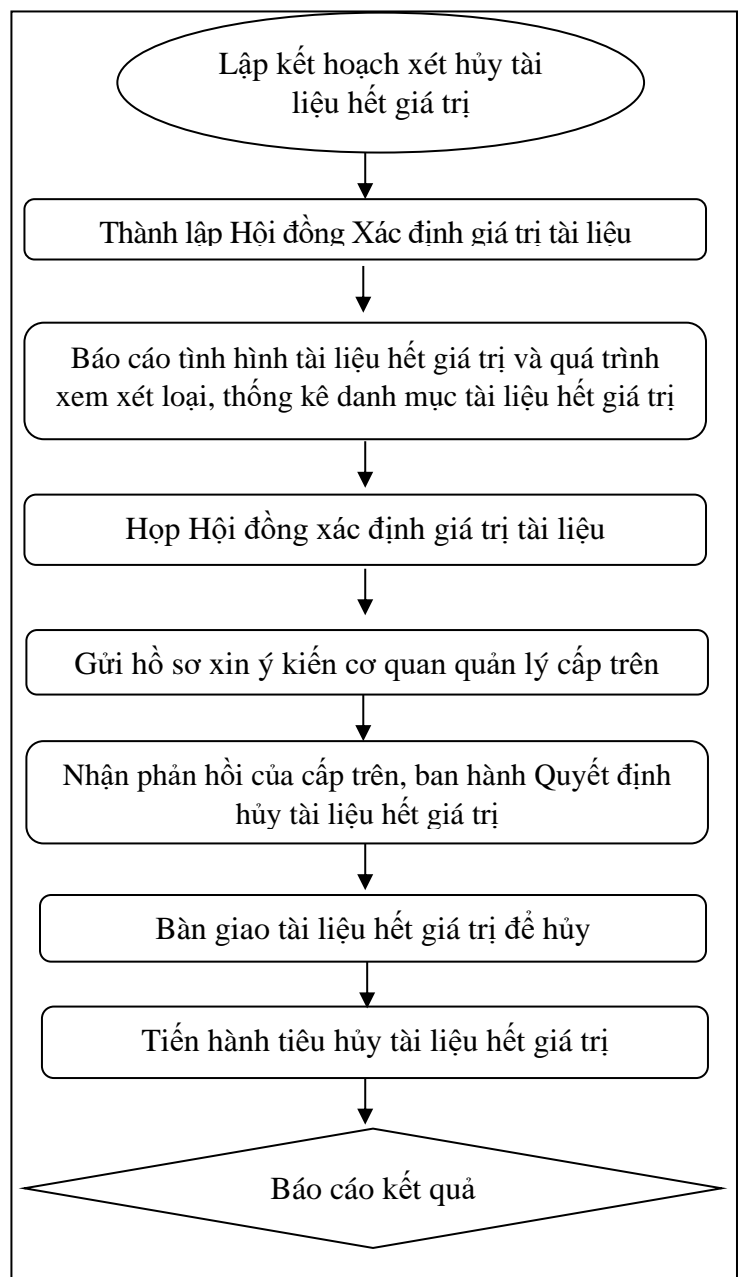 Lập kết hoạch xét hủy tài
liệu hết giá trị
Thành lập Hội đồng Xác định giá trị tài liệu
Báo cáo tình hình tài liệu hết giá trị và quá trình
xem xét loại, thống kê danh mục tài liệu hết giá trị
Họp Hội đồng xác định giá trị tài liệu
Gửi hồ sơ xin ý kiến cơ quan quản lý cấp trên
Nhận phản hồi của cấp trên, ban hành Quyết định
hủy tài liệu hết giá trị
Bàn giao tài liệu hết giá trị để hủy
Tiến hành tiêu hủy tài liệu hết giá trị
Báo cáo kết quả